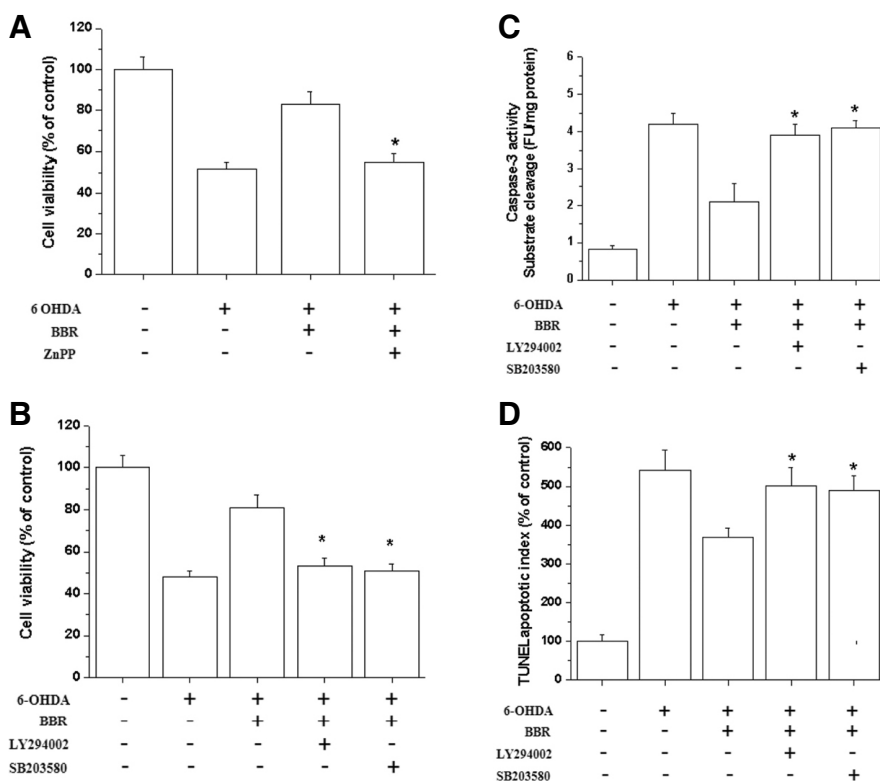 A
Cell vialbiility (% of control)
120
100
80
60
40
20
0
6 OHDA - + + +
BBR - - + +
ZnPP - - - +
*
B
Cell viability (% of control)
120
100
80
60
40
20
0
* *
6-OHDA - + + + +
BBR - - + + +
LY294002 - - - + -
SB203580 - - - - +
C
Caspase-3 activity
Substrate cleavage (FU/mg protein)
6
5
4
3
2
1
0
* *
6-OHDA - + + + +
BBR - - + + +
LY294002 - - - + -
SB203580 - - - - +
D
TUNELapoptotic index (% of control)
600
500
400
300
200
100
0
* *
6-OHDA - + + + +
BBR - - + + +
LY294002 - - - + -
SB203580 - - - - +